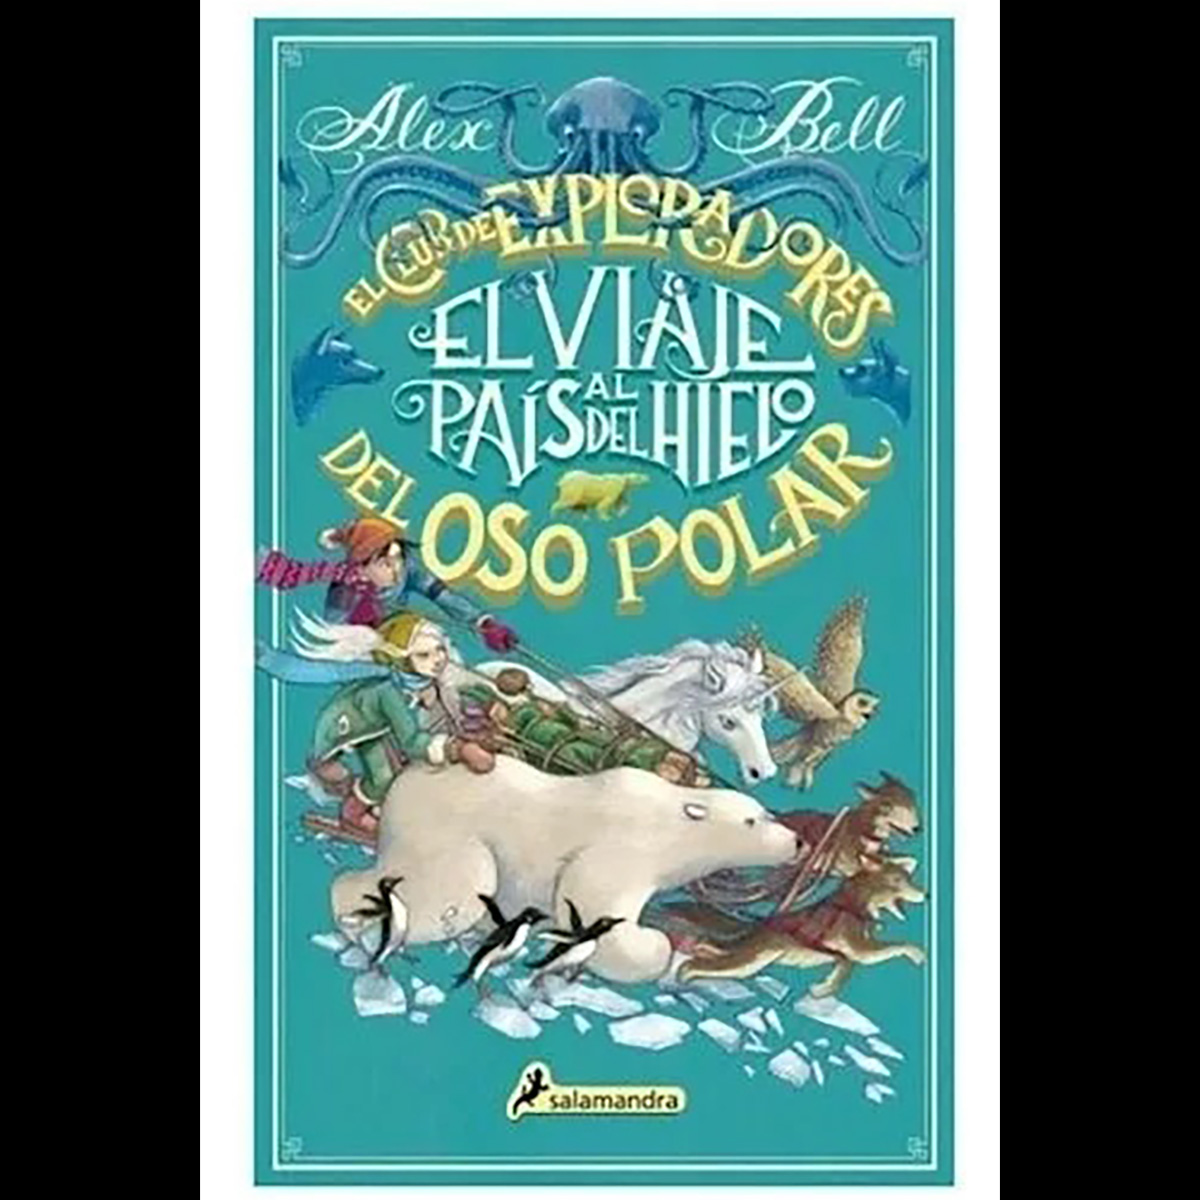 Alex Bell
EL CLUB DE EXPLORADORES
EL VIAJE
AL
PAÍS DEL HIELO
DEL OSO POLAR
salamandra